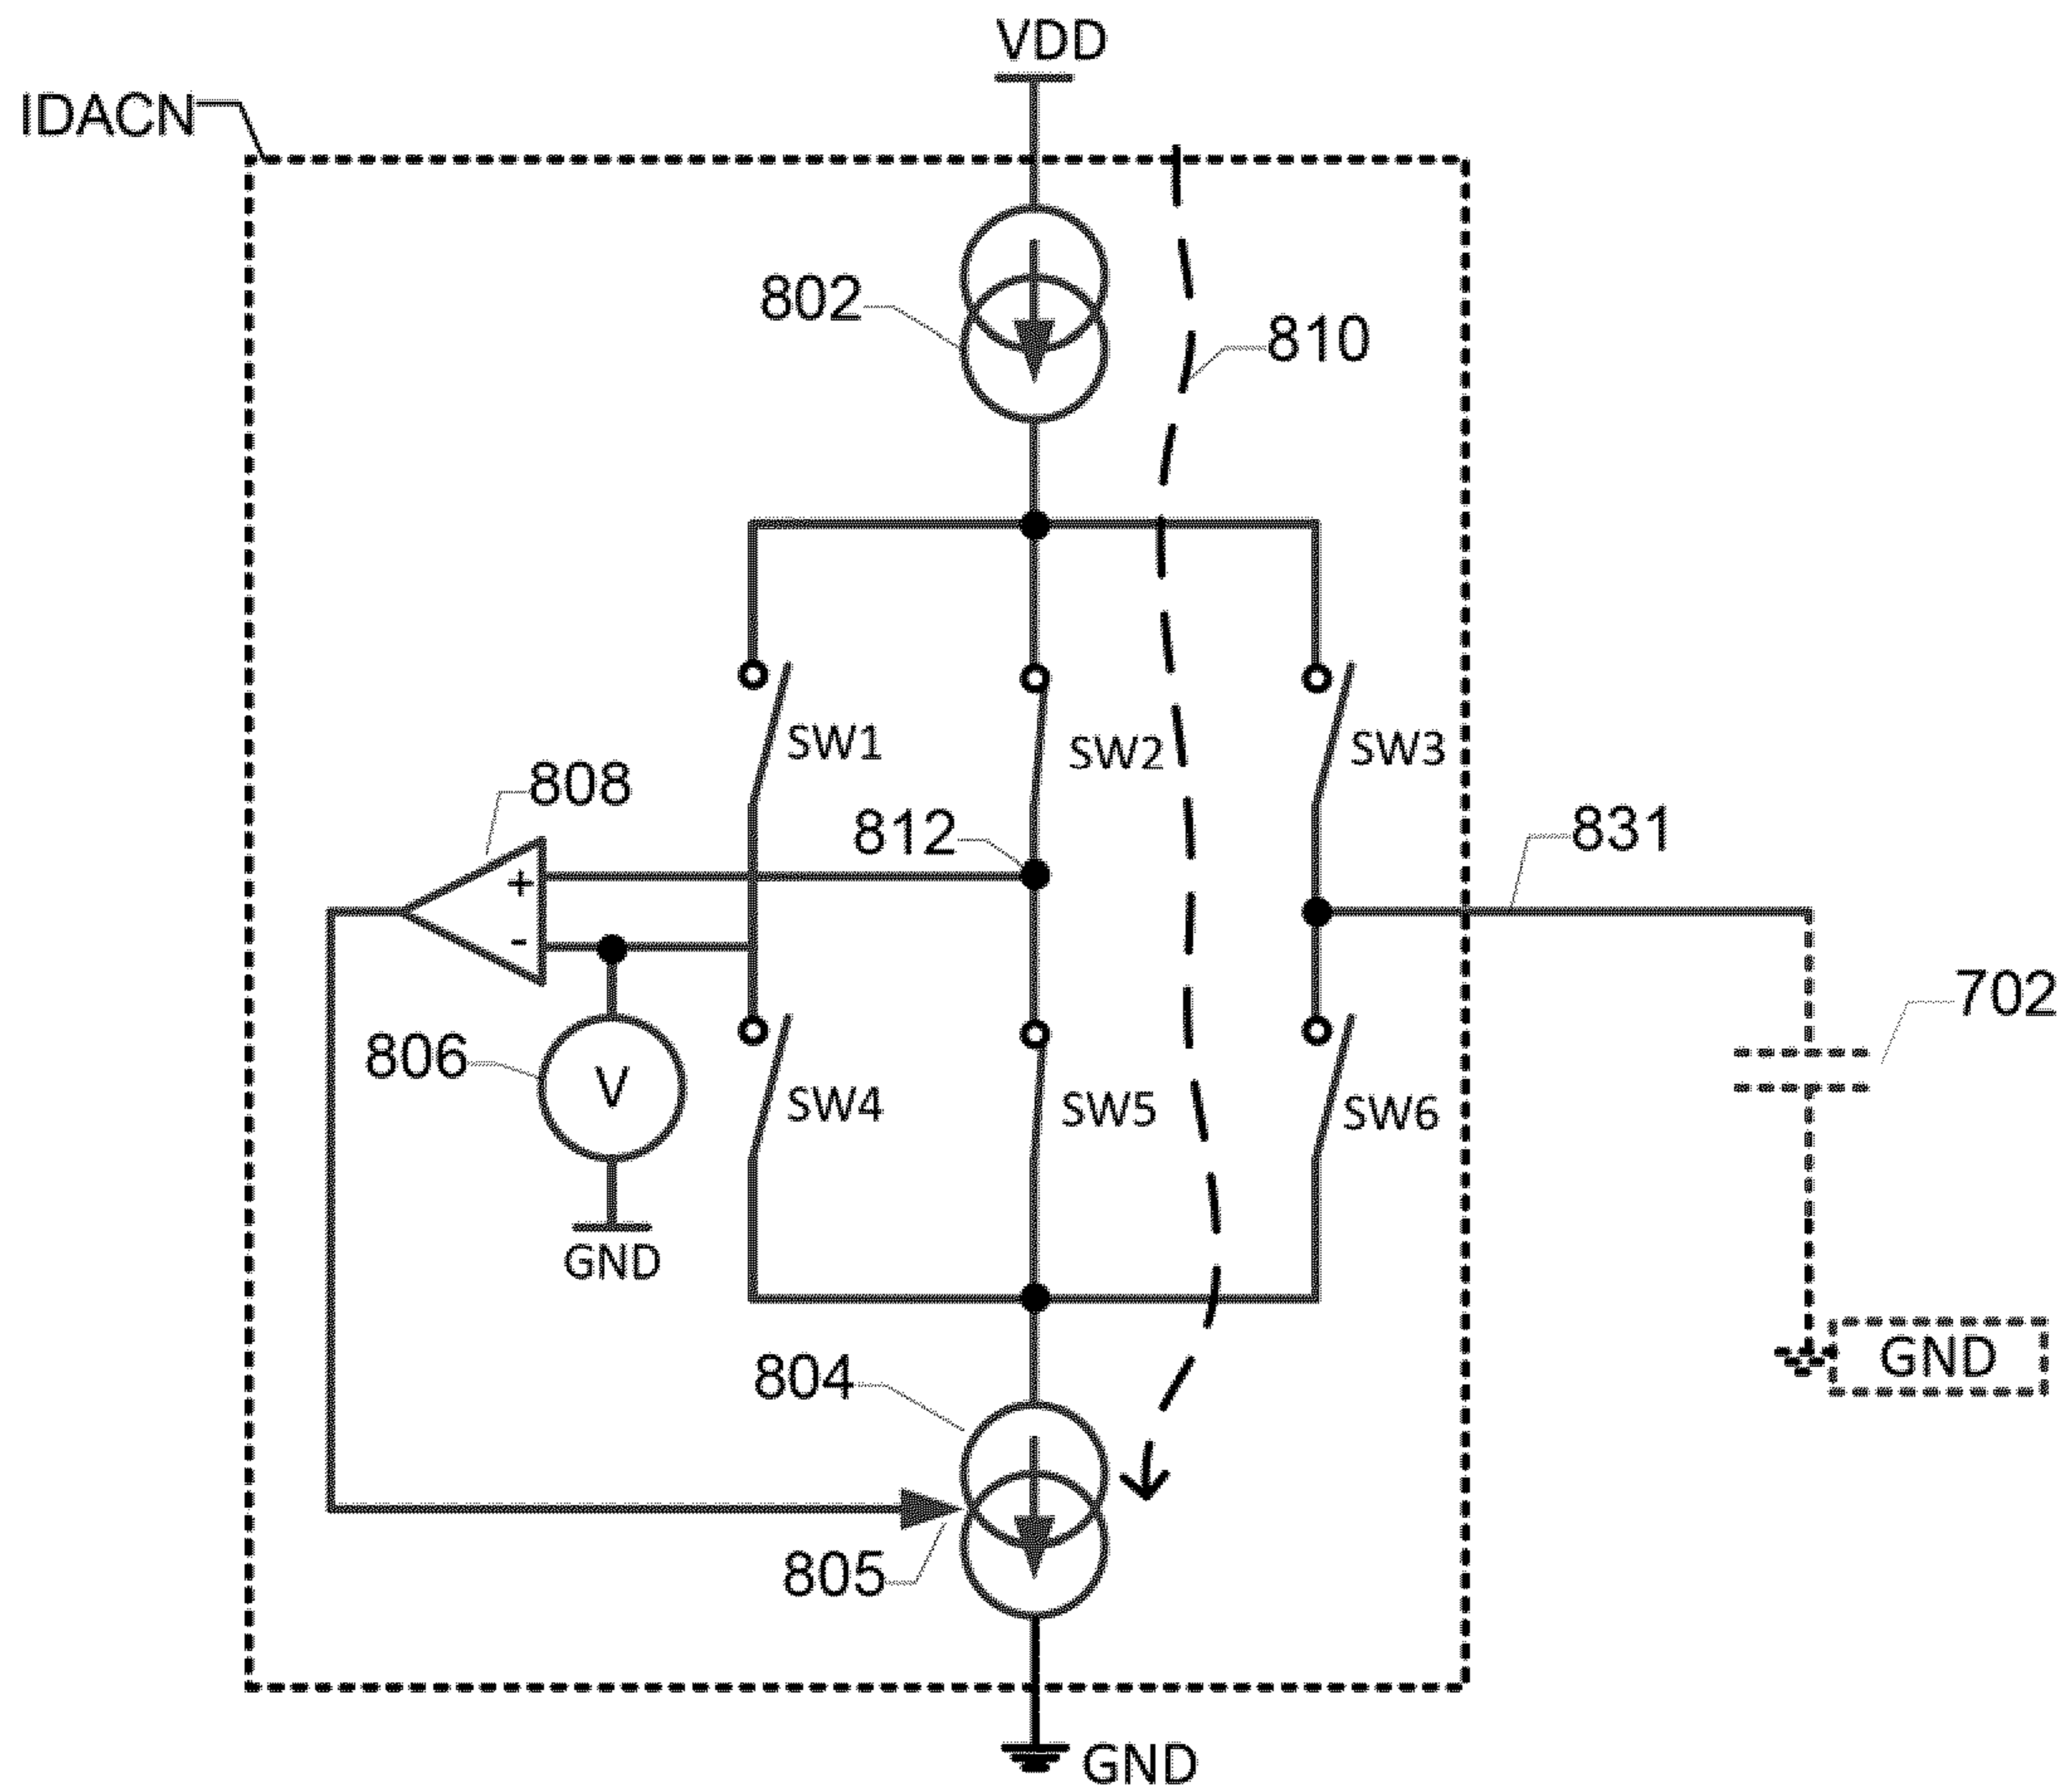 VDD
IDACN
802
810
SW1
SW2
SW3
808
812
831
+
-
702
806
V
SW4
SW5
SW6
GND
GND
804
805
GND